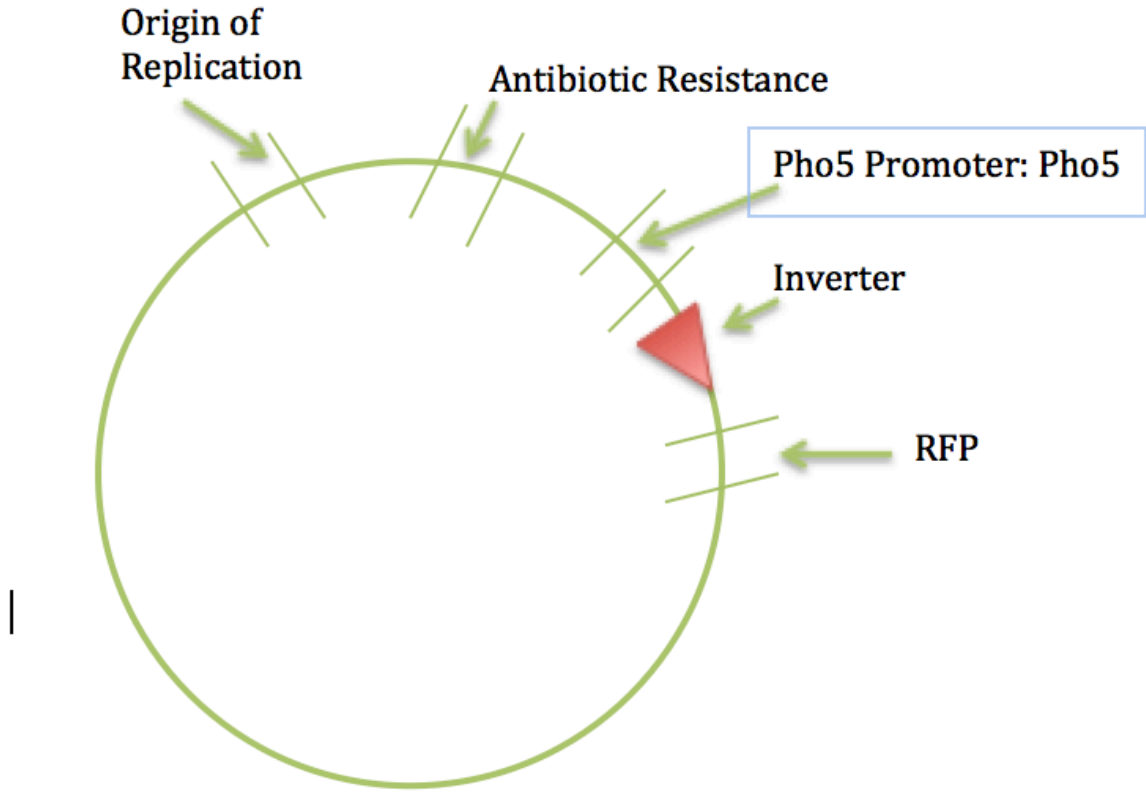 Origin of
Replication
Antibiotic Resistance
Pho5 Promoter: Pho5
Inverter
RFP